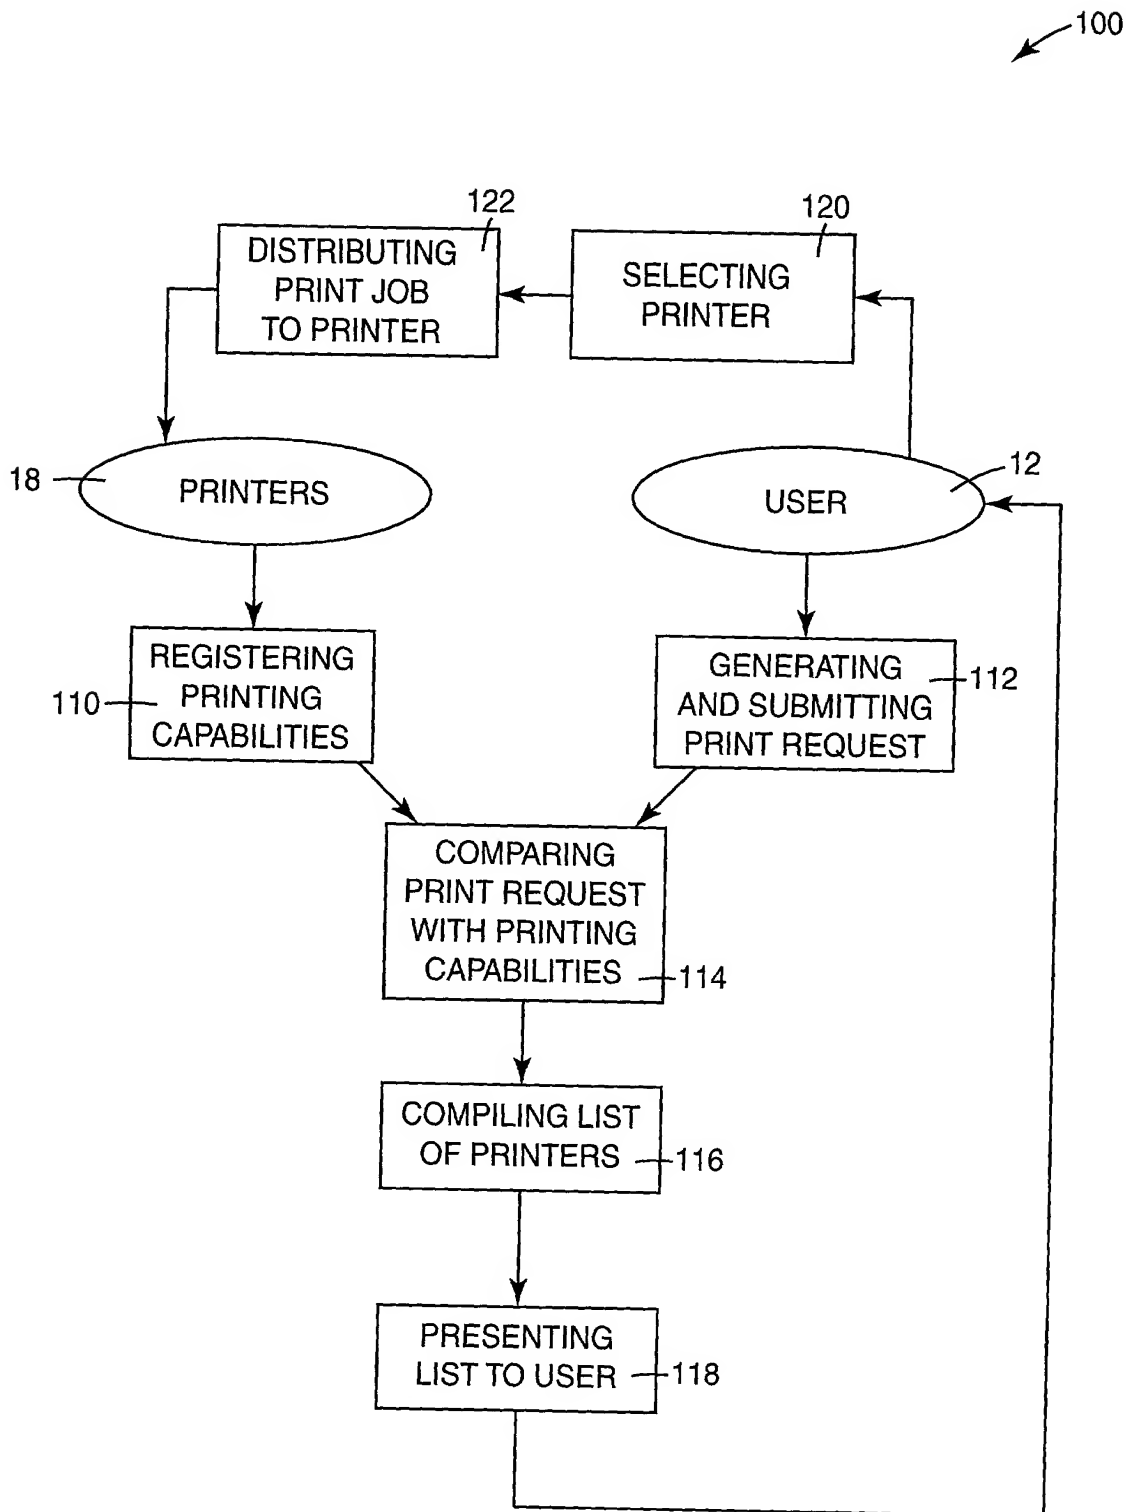 100
122
120
DISTRIBUTING
PRINT JOB
TO PRINTER
SELECTING
PRINTER
18
PRINTERS
12
USER
REGISTERING
PRINTING
CAPABILITIES
110
GENERATING
AND SUBMITTING
PRINT REQUEST
112
COMPARING
PRINT REQUEST
WITH PRINTING
CAPABILITIES
114
COMPILING LIST
OF PRINTERS
116
PRESENTING
LIST TO USER
118